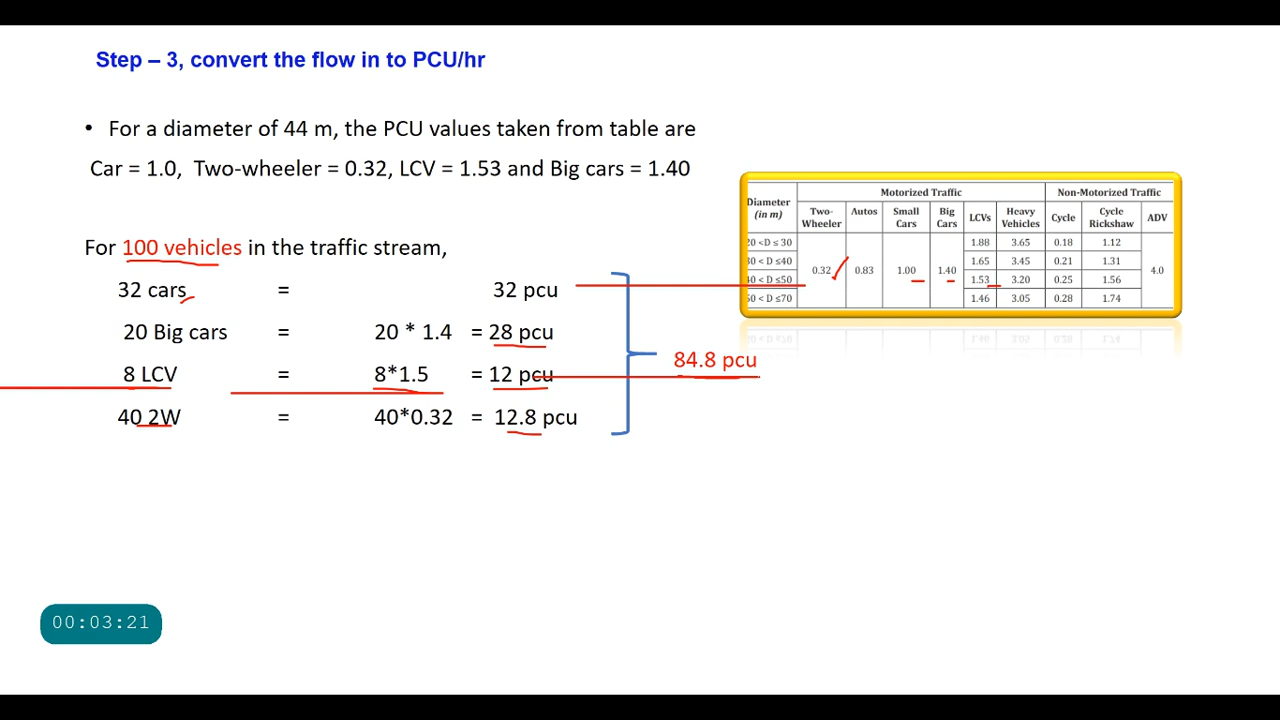 Step – 3, convert the flow in to PCU/hr
• For a diameter of 44 m, the PCU values taken from table are
Car = 1.0, Two-wheeler = 0.32, LCV = 1.53 and Big cars = 1.40
For 100 vehicles in the traffic stream,
32 cars = 32 pcu
20 Big cars = 20 * 1.4 = 28 pcu
8 LCV = 8*1.5 = 12 pcu
40 2W = 40*0.32 = 12.8 pcu
84.8 pcu
Diameter (in m) Motorized Traffic Non-Motorized Traffic
Two-Wheeler Autos Small Cars Big Cars LCVs Heavy Vehicles Cycle Cycle Rickshaw ADV
20 <D ≤ 30 1.88 3.65 0.18 1.12
30 < D ≤40 1.65 3.45 0.21 1.31
0.32 0.83 1.00 1.40 4.0
40 < D ≤50 1.53 3.20 0.25 1.56
50 < D ≤70 1.46 3.05 0.28 1.74
00:03:21